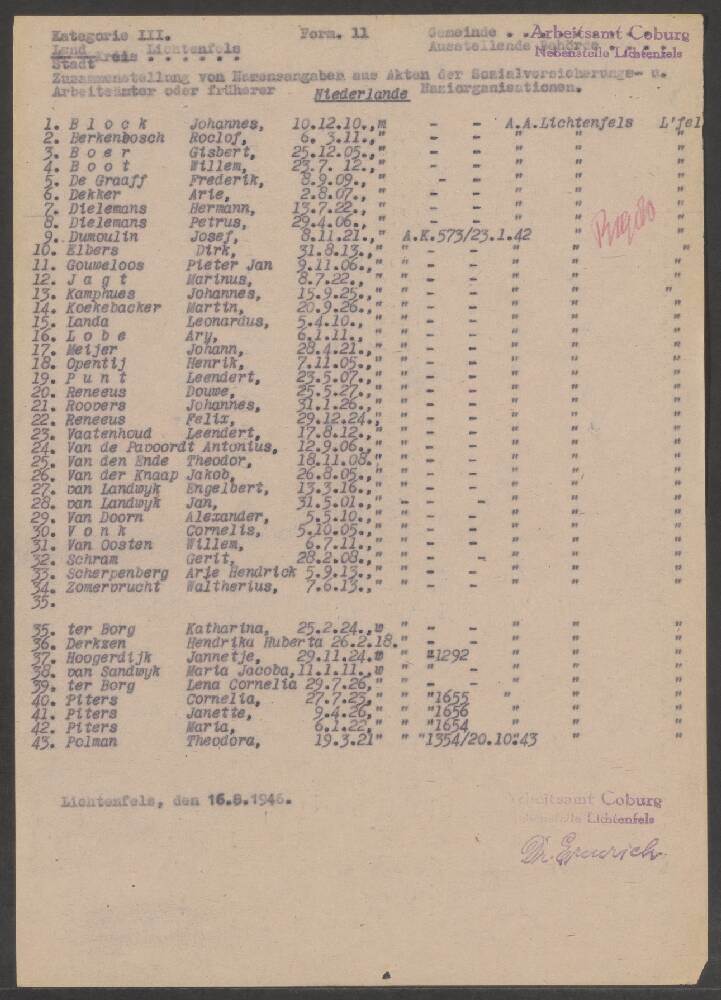 Kategorie III. Form. 11 Gemeinde . . Arbeitsamt Coburg
Land Kreis Lichtenfels Ausstellende Behörde Nebenstelle Lichtenfels
Stadt
Zusammenstellung von Namensangaben aus Akten der Sozialversicherungs- u.
Arbeitsämter oder früherer Niederlande Naziorganisationen.
1. B l o c k Johannes, 10.12.10.,m - - A.A.Lichtenfels L'fel
2. Berkenbosch Roelof, 6. 3.11.," - - " " "
3. B o e r Gisbert, 25.12.05.," - - " " "
4. B o o t Willem, 23.7. 12.," - - " " "
5. De Graaff Frederik, 8.9.09., " - - " " "
6. Dekker Arie, 2.8.07., " - - " " "
7. Dielemans Hermann, 13.7.22., " - - " " "
8. Dielemans Petrus, 29.4.06., " - - " " "
9. Dumoulin Josef, 8.11.21., " A.K.573/23.1.42 " "
10. Elbers Dirk, 31.8.13.," " - - " " "
11. Gouweloos Pieter Jan 9.11.06.," " - - " " "
12. J a g t Marinus, 8.7.22., " " - - " " "
13. Kamphues Johannes, 15.9.25., " " - - " " "
14. Koekebacker Martin, 20.9.26., " " - - " " "
15. Landa Leonardus, 5.4.10., " " - - " " "
16. L o b e Ary, 6.1.11., " " - - " " "
17. Meijer Johann, 28.4.21., " " - - " " "
18. Opentij Henrik, 7.11.05., " " - - " " "
19. P u n t Leendert, 23.5.07., " " - - " " "
20. Reneeus Douwe, 25.5.27., " " - - " " "
21. Roovers Johannes, 31.1.26., " " - - " " "
22. Reneeus Felix, 29.12.24., " " - - " " "
23. Vaatenhoud Leendert, 17.8.12., " " - - " " "
24. Van de Pavoordt Antonius, 12.9.06., " " - - " " "
25. Van den Ende Theodor, 18.11.08. " " - - " " "
26. Van der Knaap Jakob, 26.8.05., " " - - " " "
27. van Landwyk Engelbert, 13.3.16., " " - - " " "
28. van Landwyk Jan, 31.5.01., " " - - " " "
29. Van Doorn Alexander, 5.5.10., " " - - " " "
30. V o n k Cornelis, 5.10.05., " " - - " " "
31. Van Oosten Willem, 6.7.11., " " - - " " "
32. Schram Gerit, 28.2.08., " " - - " " "
33. Scherpenberg Arie Hendrick 5.9.13., " " - - " " "
34. Zomervrucht Waltherius, 7.6.13., " " - - " " "
35.
35. ter Borg Katharina, 25.2.24.,w " - - " " "
36. Derkzen Hendrika Huberta 26.2.18. " - - " " "
37. Hoogerdijk Jannetje, 29.11.24.w " "1292 " " "
38. van Sandwyk Maria Jacoba,11.1.11.,w " - - " " "
39. ter Borg Lena Cornelia 29.7.26," " - - " " "
40. Piters Cornelia, 27.7.23," " "1655 " " "
41. Piters Janette, 9.4.26," " "1656 " " "
42. Piters Maria, 6.1.22," " "1654 " " "
43. Polman Theodora, 19.3.21" " "1354/20.10.43 " "
Lichtenfels, den 16.8.1946.
Arbeitsamt Coburg
Nebenstelle Lichtenfels